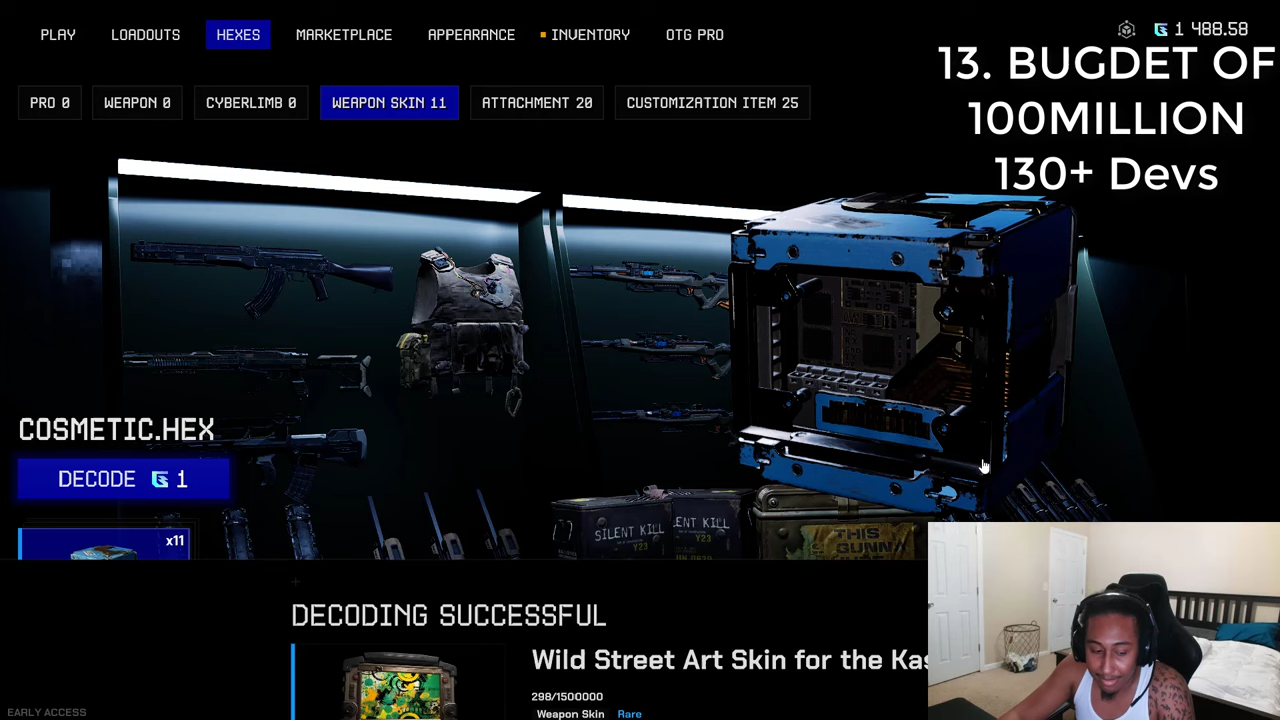 PLAY
LOADOUTS
HEXES
MARKETPLACE
APPEARANCE
INVENTORY
OTG PRO
1 488.58
13. BUGDET OF
100MILLION
130+ Devs
PRO 0
WEAPON 0
CYBERLIMB 0
WEAPON SKIN 11
ATTACHMENT 20
CUSTOMIZATION ITEM 25
COSMETIC.HEX
DECODE 1
x11
SILENT KILL
Y23
ENT KILL
Y23
THIS
GUNNA
DECODING SUCCESSFUL
Wild Street Art Skin for the Kas
298/1500000
Weapon Skin Rare
EARLY ACCESS